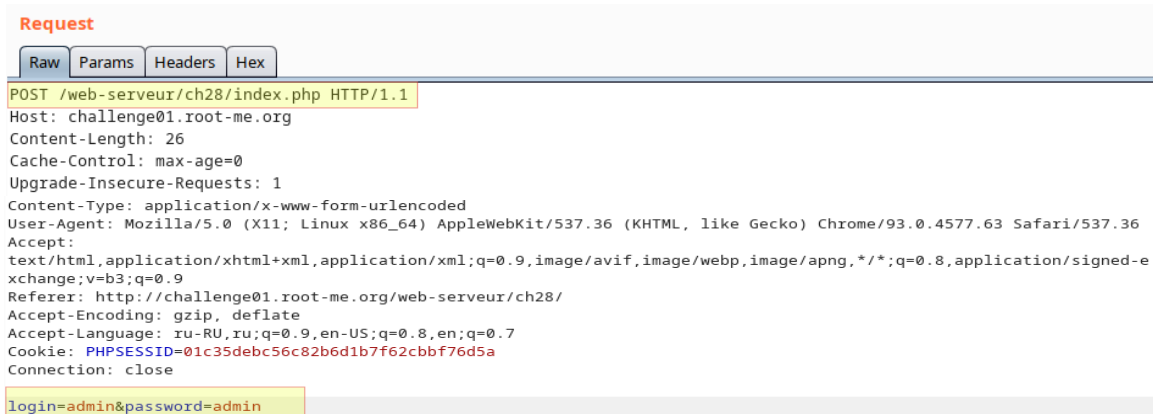 Request
Raw Params Headers Hex
POST /web-serveur/ch28/index.php HTTP/1.1
Host: challenge01.root-me.org
Content-Length: 26
Cache-Control: max-age=0
Upgrade-Insecure-Requests: 1
Content-Type: application/x-www-form-urlencoded
User-Agent: Mozilla/5.0 (X11; Linux x86_64) AppleWebKit/537.36 (KHTML, like Gecko) Chrome/93.0.4577.63 Safari/537.36
Accept:
text/html,application/xhtml+xml,application/xml;q=0.9,image/avif,image/webp,image/apng,*/*;q=0.8,application/signed-e
xchange;v=b3;q=0.9
Referer: http://challenge01.root-me.org/web-serveur/ch28/
Accept-Encoding: gzip, deflate
Accept-Language: ru-RU,ru;q=0.9,en-US;q=0.8,en;q=0.7
Cookie: PHPSESSID=01c35debc56c82b6d1b7f62cbbf76d5a
Connection: close
login=admin&password=admin